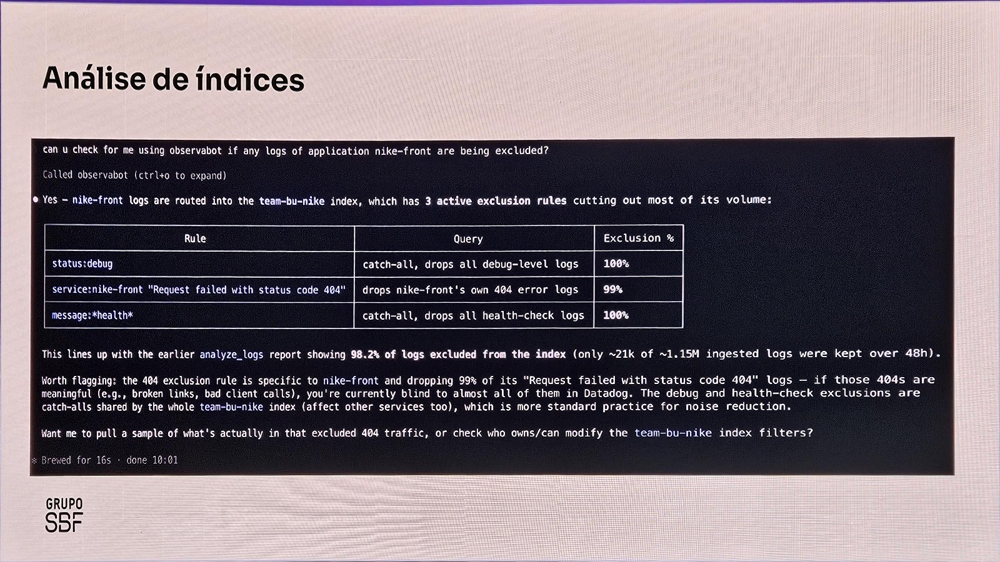 Análise de índices
can u check for me using observabot if any logs of application nike-front are being excluded?
Called observabot (ctrl+o to expand)
● Yes — nike-front logs are routed into the team-bu-nike index, which has 3 active exclusion rules cutting out most of its volume:
Rule Query Exclusion %
status:debug catch-all, drops all debug-level logs 100%
service:nike-front "Request failed with status code 404" drops nike-front's own 404 error logs 99%
message:*health* catch-all, drops all health-check logs 100%
This lines up with the earlier analyze_logs report showing 98.2% of logs excluded from the index (only ~21k of ~1.15M ingested logs were kept over 48h).
Worth flagging: the 404 exclusion rule is specific to nike-front and dropping 99% of its "Request failed with status code 404" logs — if those 404s are
meaningful (e.g., broken links, bad client calls), you're currently blind to almost all of them in Datadog. The debug and health-check exclusions are
catch-alls shared by the whole team-bu-nike index (affect other services too), which is more standard practice for noise reduction.
Want me to pull a sample of what's actually in that excluded 404 traffic, or check who owns/can modify the team-bu-nike index filters?
※ Brewed for 16s · done 10:01
GRUPO
SBF